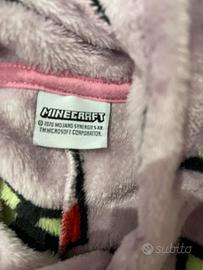 MINECRAFT
© 2020 MOJANG SYNERGIES AB.
TM MICROSOFT CORPORATION.
subito